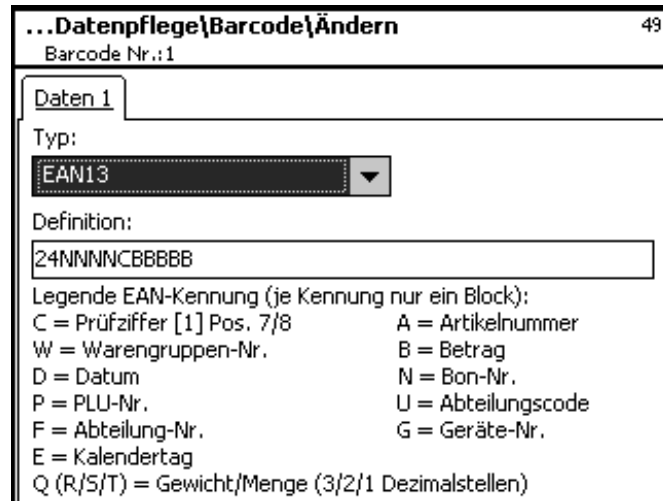 ...Datenpflege\Barcode\Ändern 49
Barcode Nr.:1
Daten 1
Typ:
EAN13
Definition:
24NNNNCBBBBB
Legende EAN-Kennung (je Kennung nur ein Block):
C = Prüfziffer [1] Pos. 7/8 A = Artikelnummer
W = Warengruppen-Nr. B = Betrag
D = Datum N = Bon-Nr.
P = PLU-Nr. U = Abteilungscode
F = Abteilung-Nr. G = Geräte-Nr.
E = Kalendertag
Q (R/S/T) = Gewicht/Menge (3/2/1 Dezimalstellen)